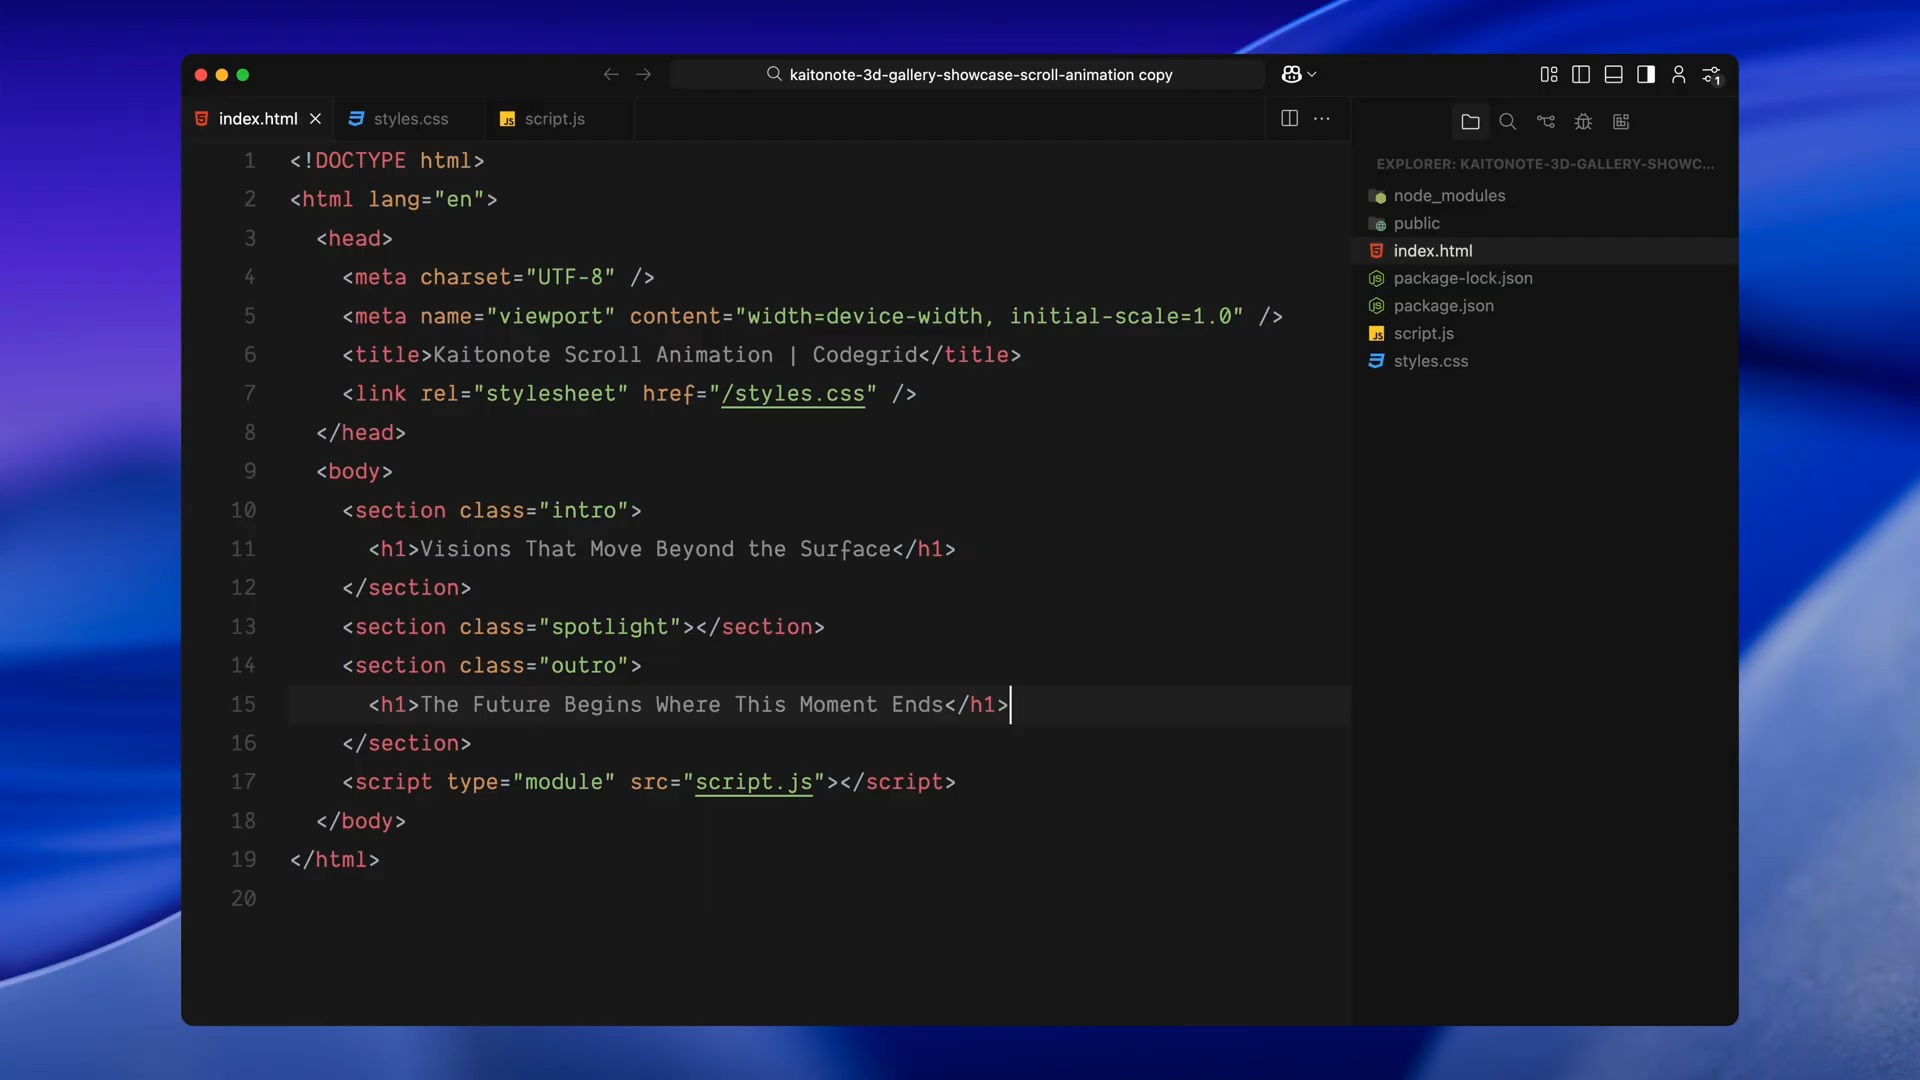 kaitonote-3d-gallery-showcase-scroll-animation copy
1
index.html
styles.css
JS script.js
1 <!DOCTYPE html>
2 <html lang="en">
3 <head>
4 <meta charset="UTF-8" />
5 <meta name="viewport" content="width=device-width, initial-scale=1.0" />
6 <title>Kaitonote Scroll Animation | Codegrid</title>
7 <link rel="stylesheet" href="/styles.css" />
8 </head>
9 <body>
10 <section class="intro">
11 <h1>Visions That Move Beyond the Surface</h1>
12 </section>
13 <section class="spotlight"></section>
14 <section class="outro">
15 <h1>The Future Begins Where This Moment Ends</h1>
16 </section>
17 <script type="module" src="script.js"></script>
18 </body>
19 </html>
20
EXPLORER: KAITONOTE-3D-GALLERY-SHOWC...
node_modules
public
index.html
package-lock.json
package.json
JS script.js
styles.css